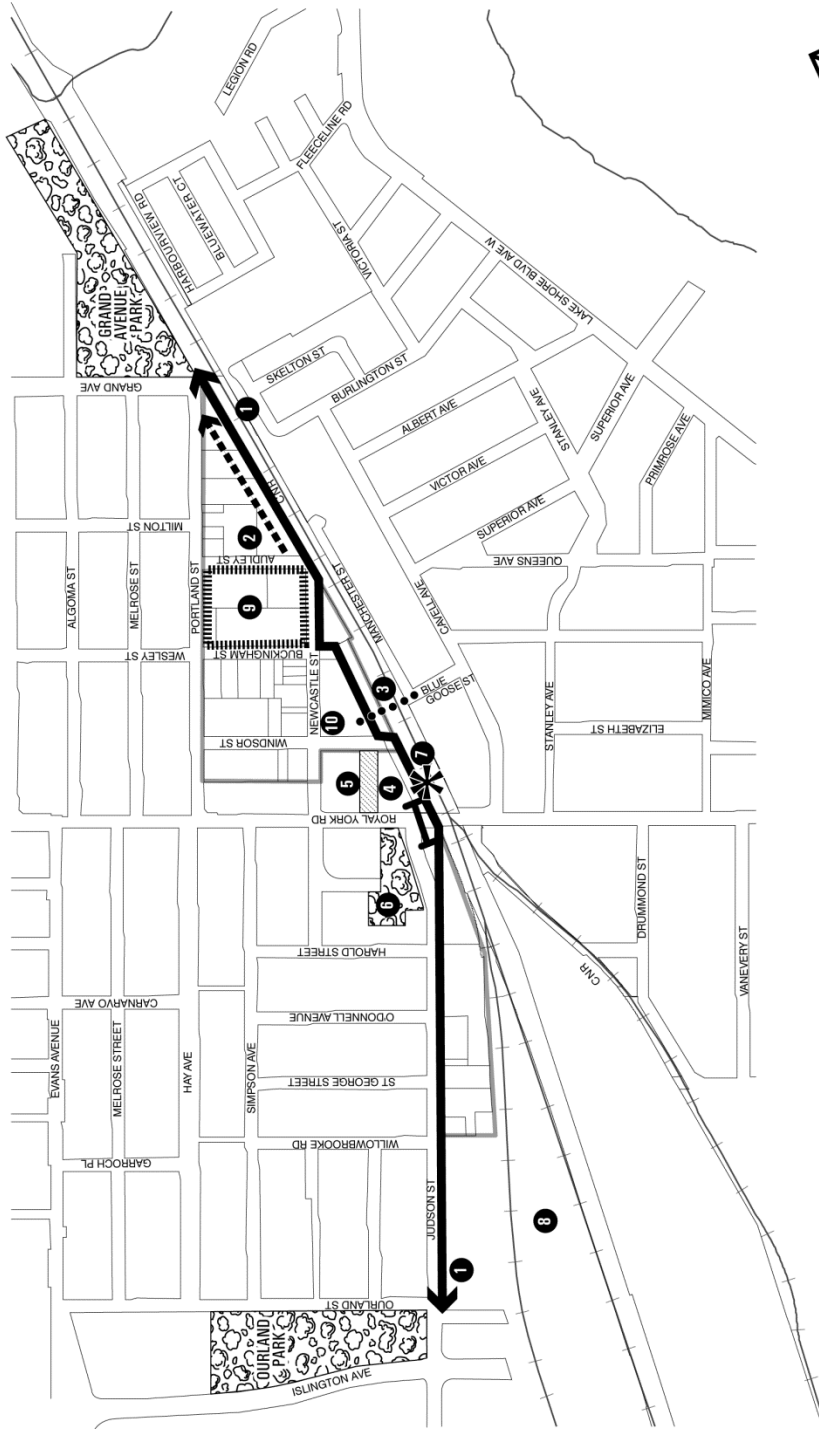 LEGION RD
FLEECELINE RD
HARBOURVIEW RD
BLUEWATER CT
VICTORIA ST
LAKE SHORE BLVD AVE W
GRAND
AVENUE
PARK
GRAND AVE
SKELTON ST
BURLINGTON ST
ALBERT AVE
STANLEY AVE
SUPERIOR AVE
PRIMROSE AVE
VICTOR AVE
SUPERIOR AVE
1
CNR
MILTON ST
2
AUDLEY ST
ALGOMA ST
MELROSE ST
PORTLAND ST
9
QUEENS AVE
MANCHESTER ST
CAVELL AVE
WESLEY ST
BUCKINGHAM ST
NEWCASTLE ST
3
BLUE
GOOSE ST
10
WINDSOR ST
STANLEY AVE
MIMICO AVE
ELIZABETH ST
7
5
4
ROYAL YORK RD
6
HAROLD STREET
DRUMMOND ST
VANEVERY ST
CNR
CARNARVO AVE
O'DONNELL AVENUE
EVANS AVENUE
MELROSE STREET
HAY AVE
SIMPSON AVE
ST GEORGE STREET
WILLOWBROOKE RD
GARROCH PL
JUDSON ST
8
1
OURLAND ST
OURLAND
PARK
ISLINGTON AVE